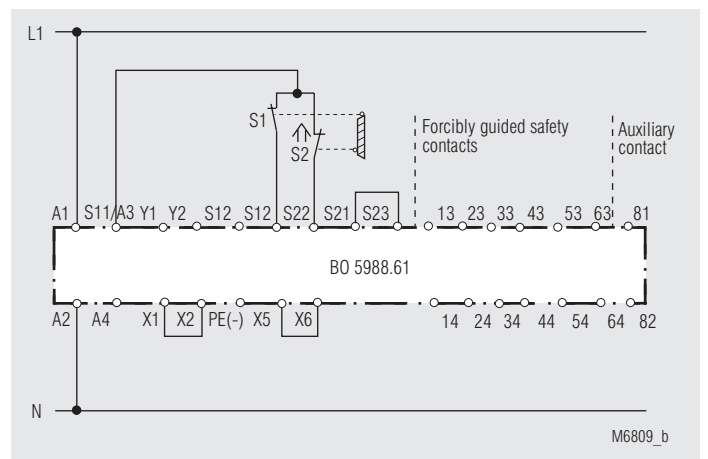 L1
S1
S2
Forcibly guided safety
contacts
Auxiliary
contact
A1 S11/A3 Y1 Y2 S12 S12 S22 S21 S23 13 23 33 43 53 63 81
BO 5988.61
A2 A4 X1 X2 PE(-) X5 X6 14 24 34 44 54 64 82
N
M6809_b